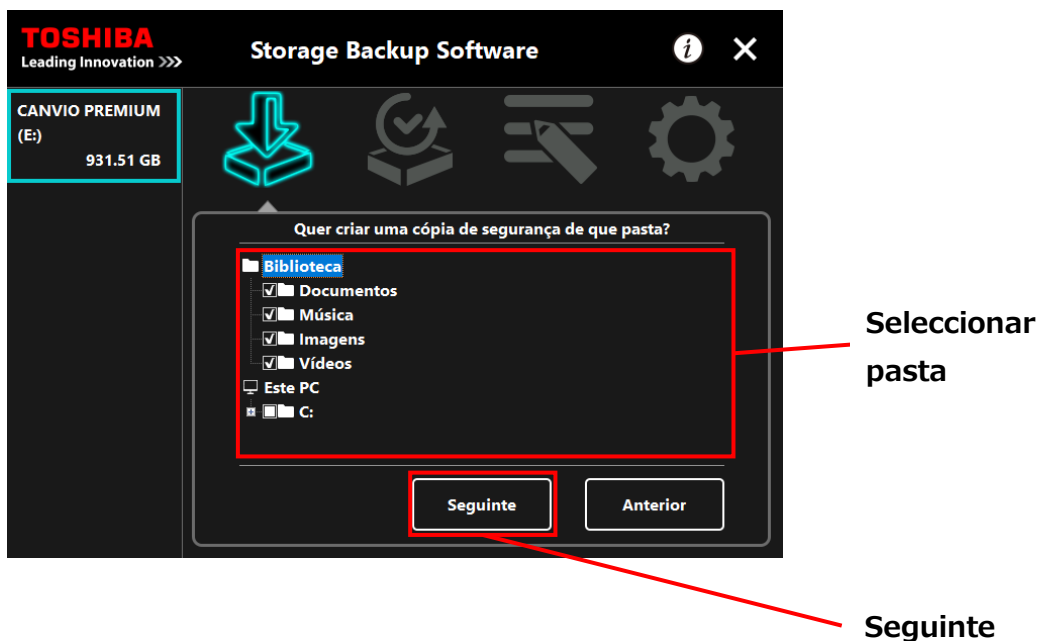 TOSHIBA
Leading Innovation >>>
Storage Backup Software
i
CANVIO PREMIUM
(E:)
931.51 GB
Quer criar uma cópia de segurança de que pasta?
Biblioteca
Documentos
Música
Imagens
Vídeos
Este PC
C:
Seguinte
Anterior
Seleccionar
pasta
Seguinte